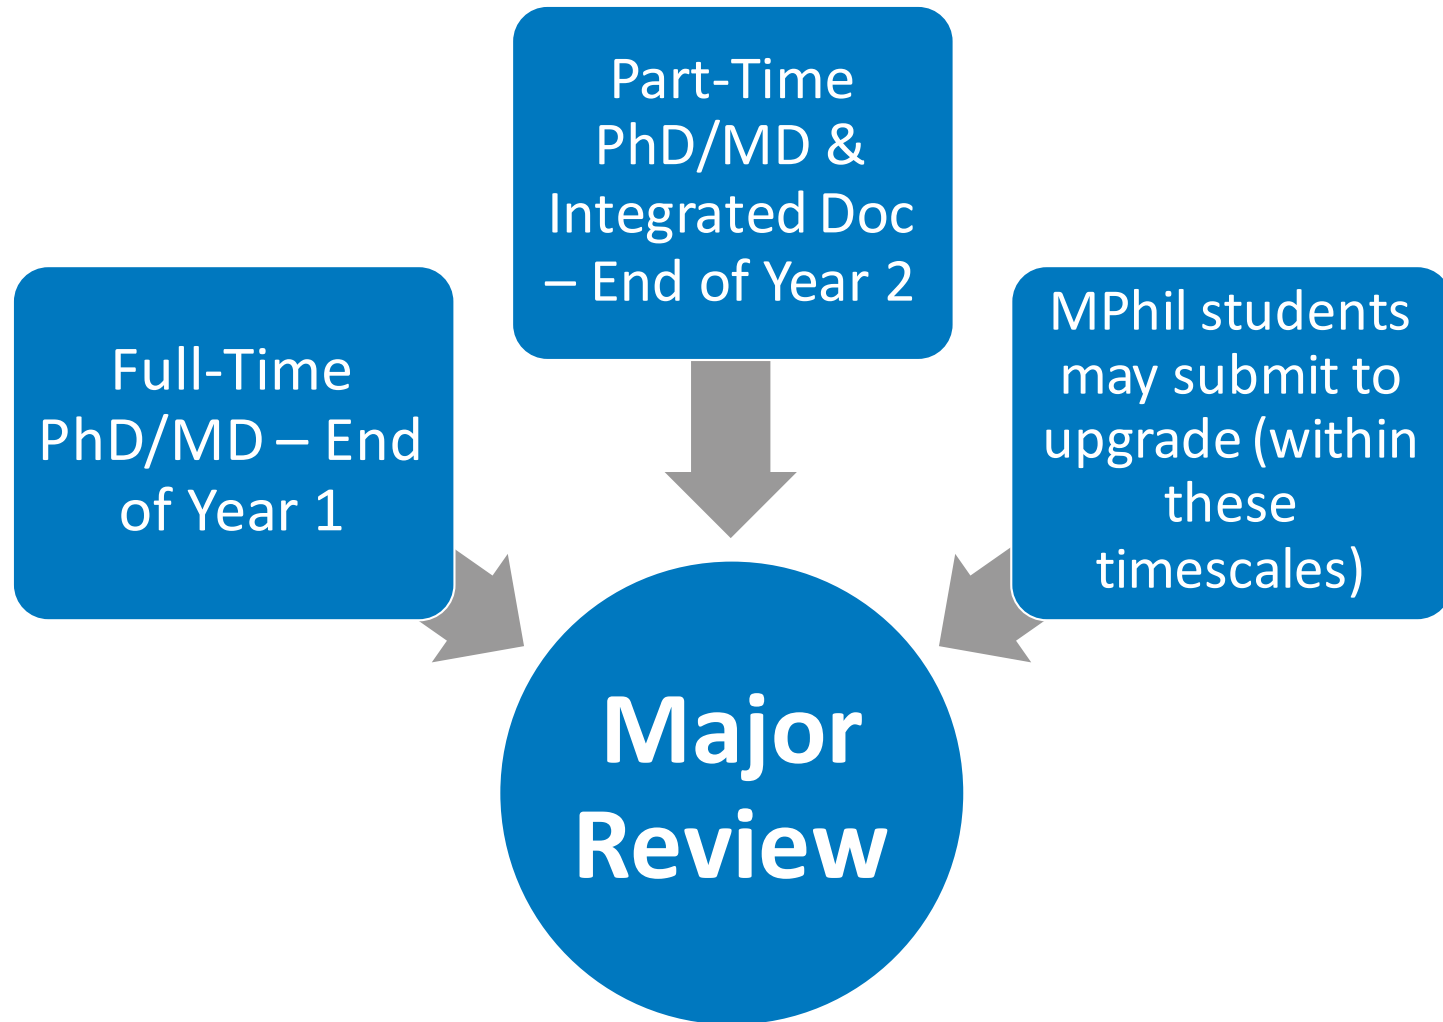 Part-Time
PhD/MD &
Integrated Doc
– End of Year 2
Full-Time
PhD/MD – End
of Year 1
MPhil students
may submit to
upgrade (within
these
timescales)
Major
Review